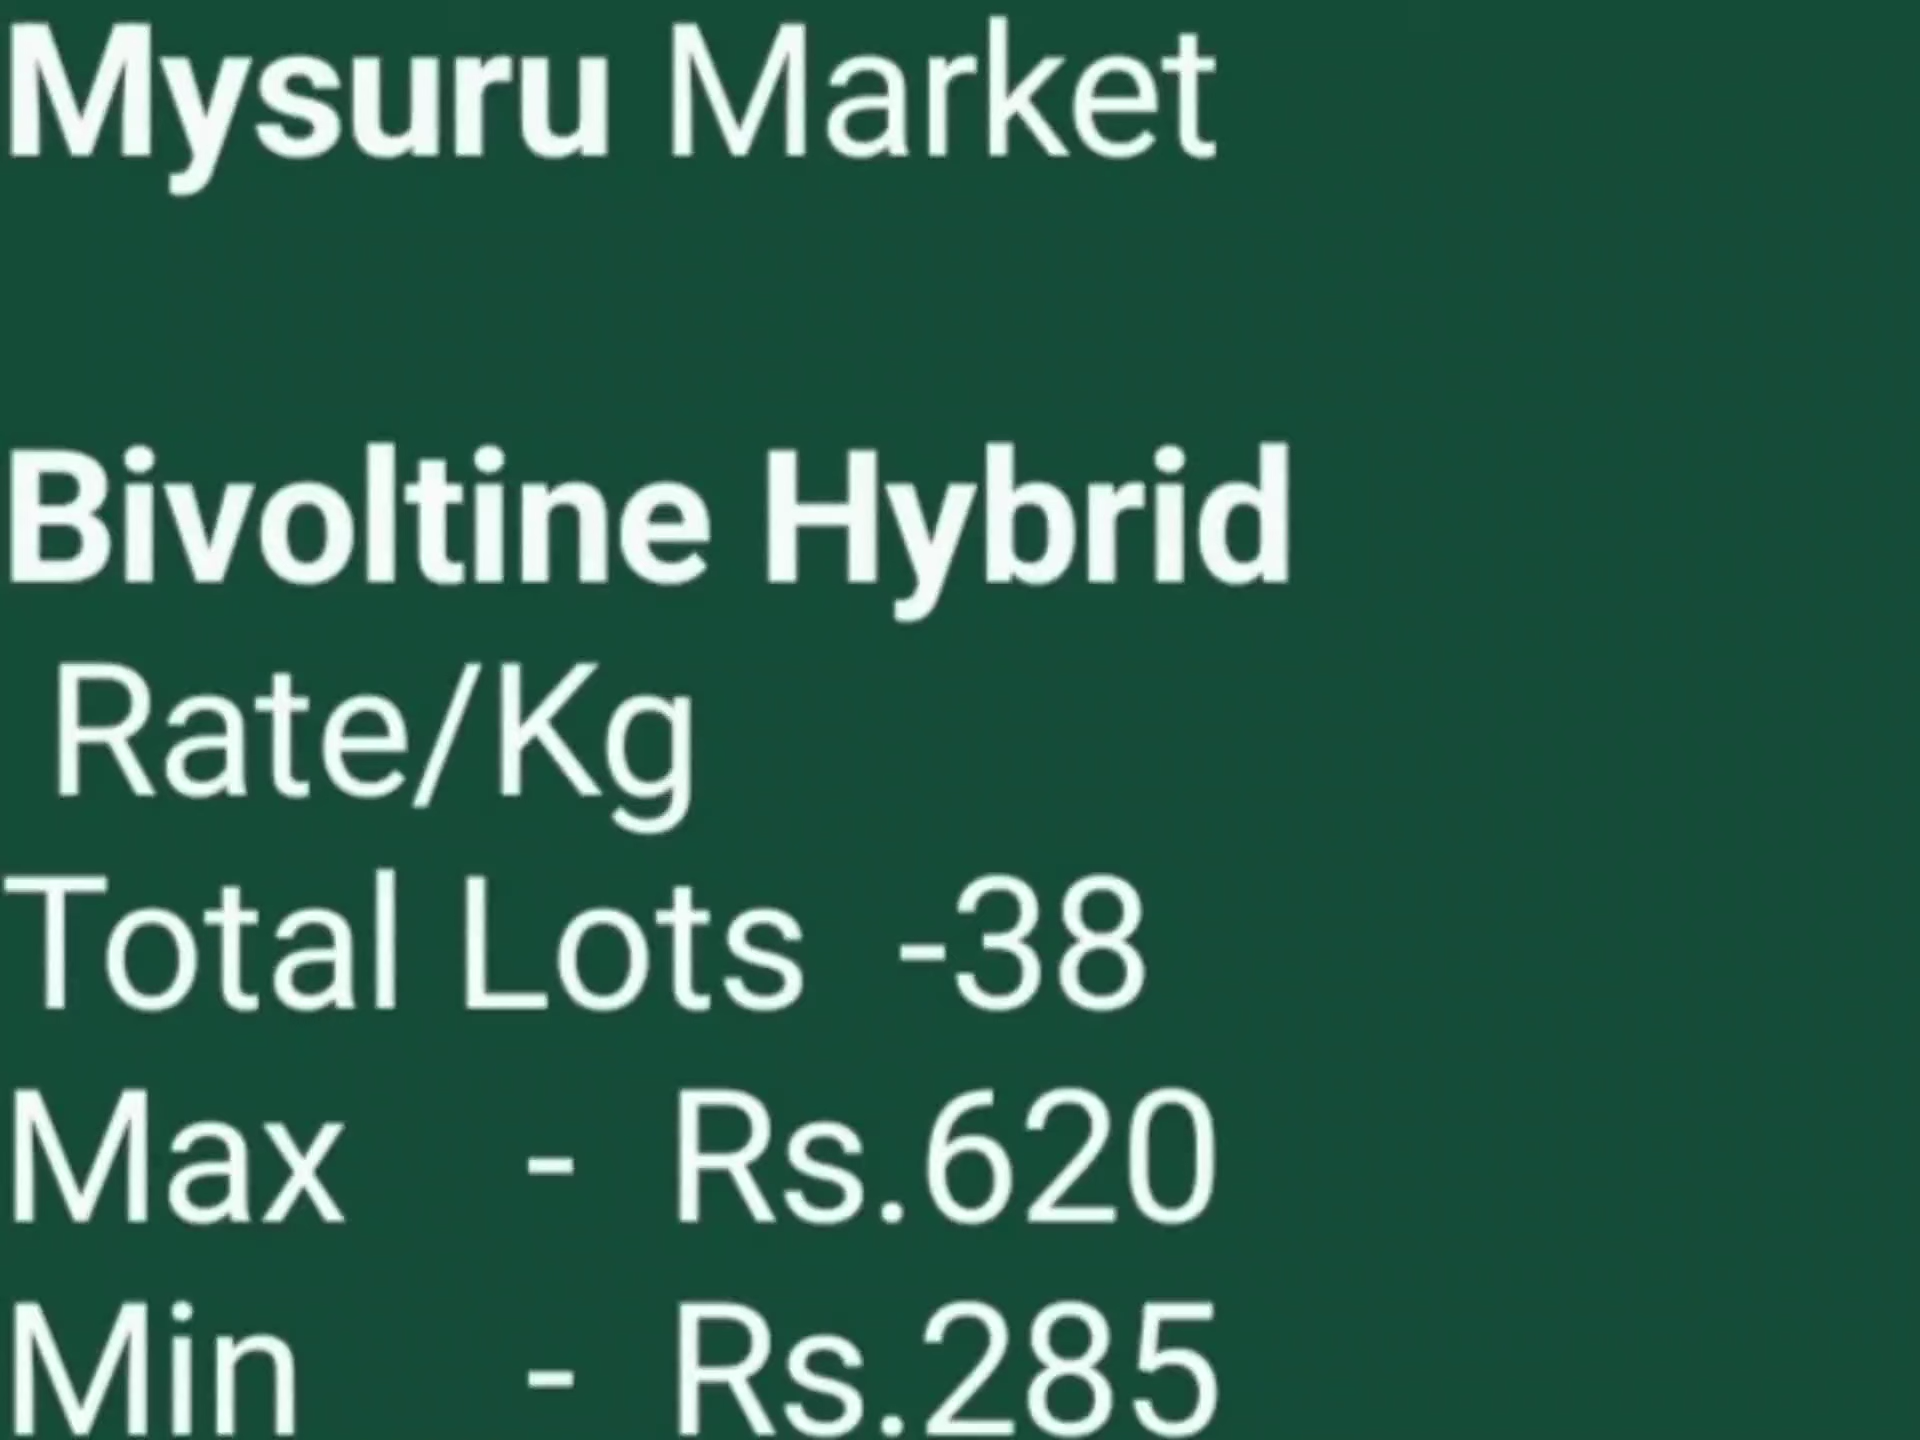 Mysuru Market
Bivoltine Hybrid
Rate/Kg
Total Lots -38
Max - Rs.620
Min - Rs.285